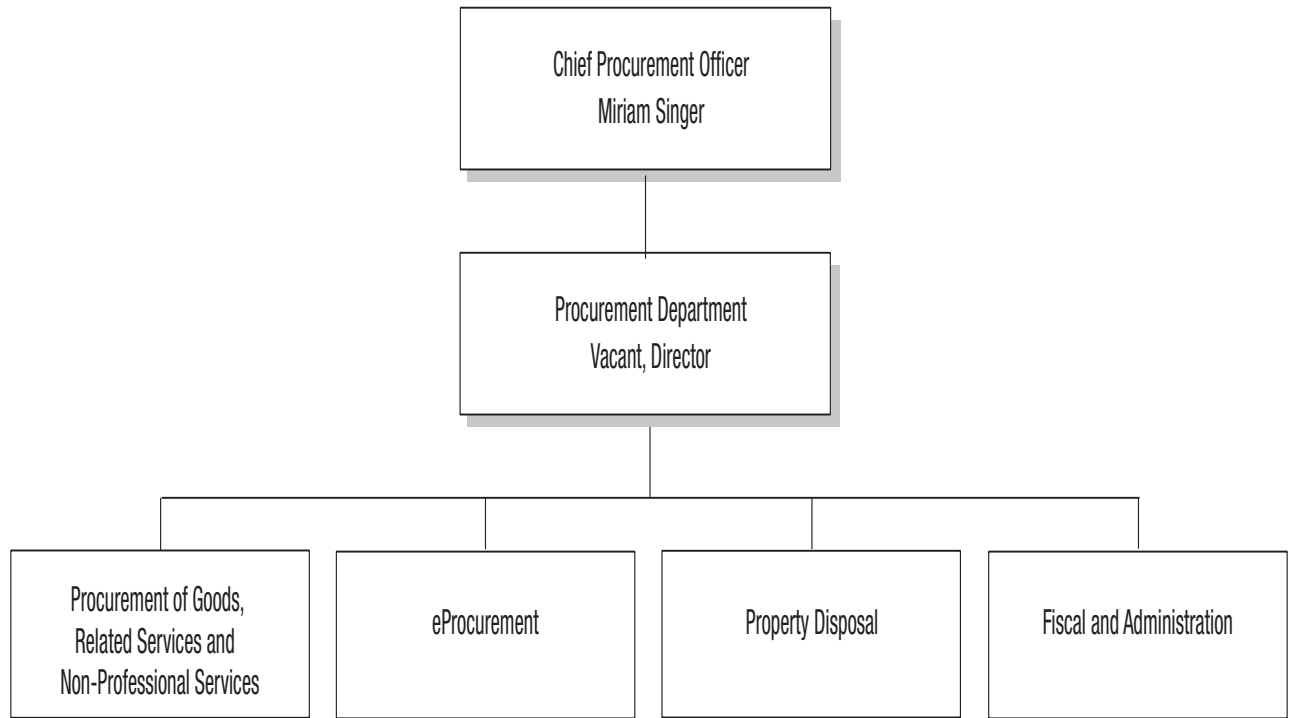 Chief Procurement Officer
Miriam Singer
Procurement Department
Vacant, Director
Procurement of Goods,
Related Services and
Non-Professional Services
eProcurement
Property Disposal
Fiscal and Administration